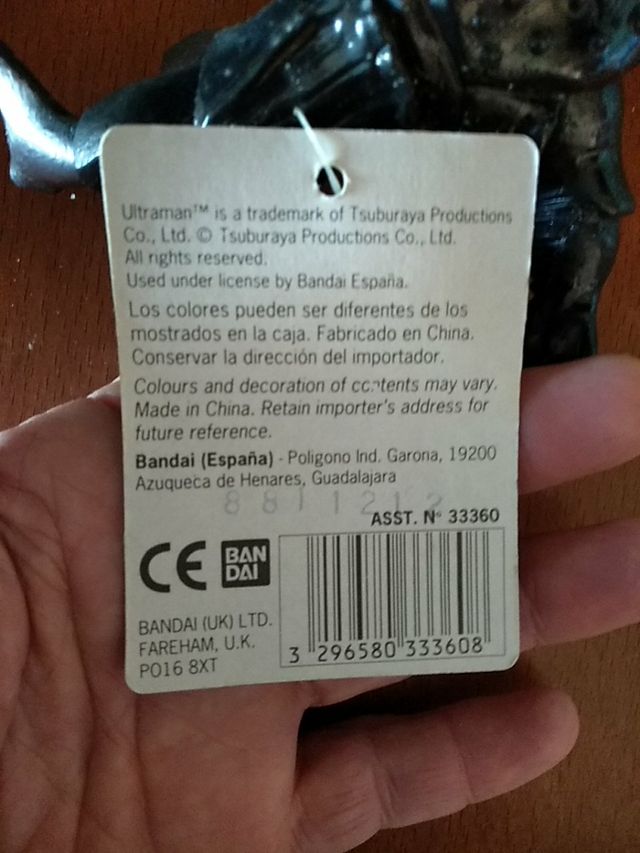 Ultraman™ is a trademark of Tsuburaya Productions
Co., Ltd. © Tsuburaya Productions Co., Ltd.
All rights reserved.
Used under license by Bandai España.
Los colores pueden ser diferentes de los
mostrados en la caja. Fabricado en China.
Conservar la dirección del importador.
Colours and decoration of contents may vary.
Made in China. Retain importer's address for
future reference.
Bandai (España) - Poligono Ind. Garona, 19200
Azuqueca de Henares, Guadalajara
8811212
ASST. Nº 33360
CE
BAN
DAI
BANDAI (UK) LTD.
FAREHAM, U.K.
PO16 8XT
3 296580 333608